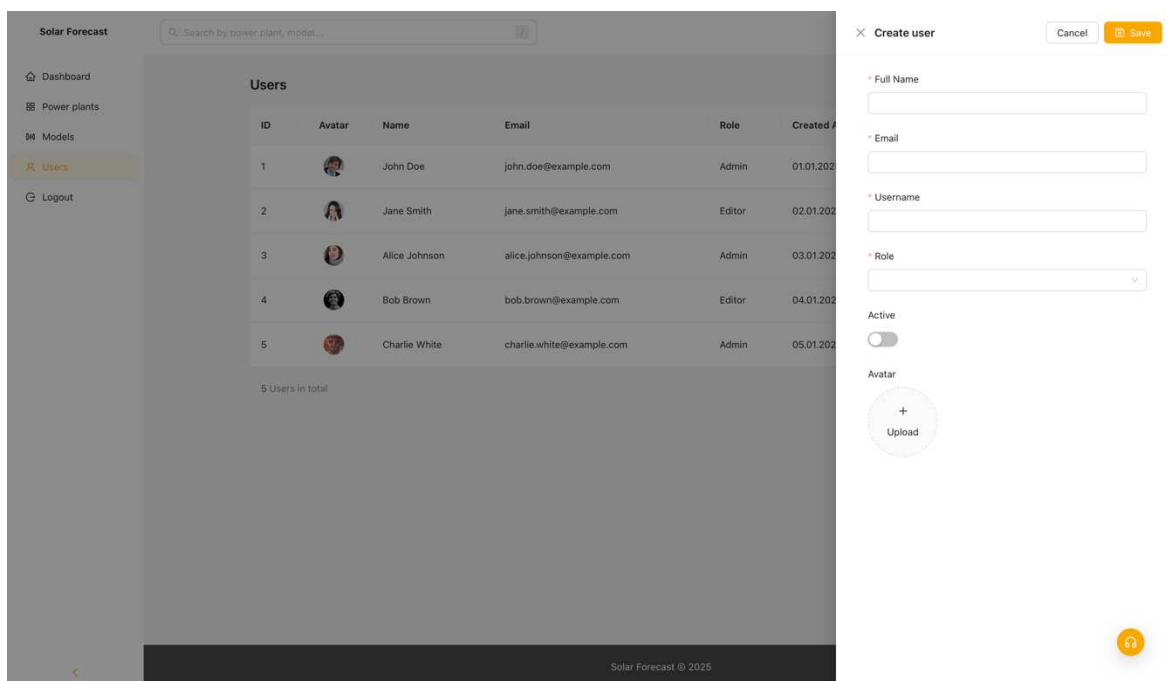 Solar Forecast
Search by power plant, model...
/
Create user
Cancel
Save
Dashboard
Power plants
Models
Users
Logout
Users
ID Avatar Name Email Role Created
1 John Doe john.doe@example.com Admin 01.01.202
2 Jane Smith jane.smith@example.com Editor 02.01.202
3 Alice Johnson alice.johnson@example.com Admin 03.01.202
4 Bob Brown bob.brown@example.com Editor 04.01.202
5 Charlie White charlie.white@example.com Admin 05.01.202
5 Users in total
* Full Name
* Email
* Username
* Role
Active
Avatar
+
Upload
Solar Forecast © 2025